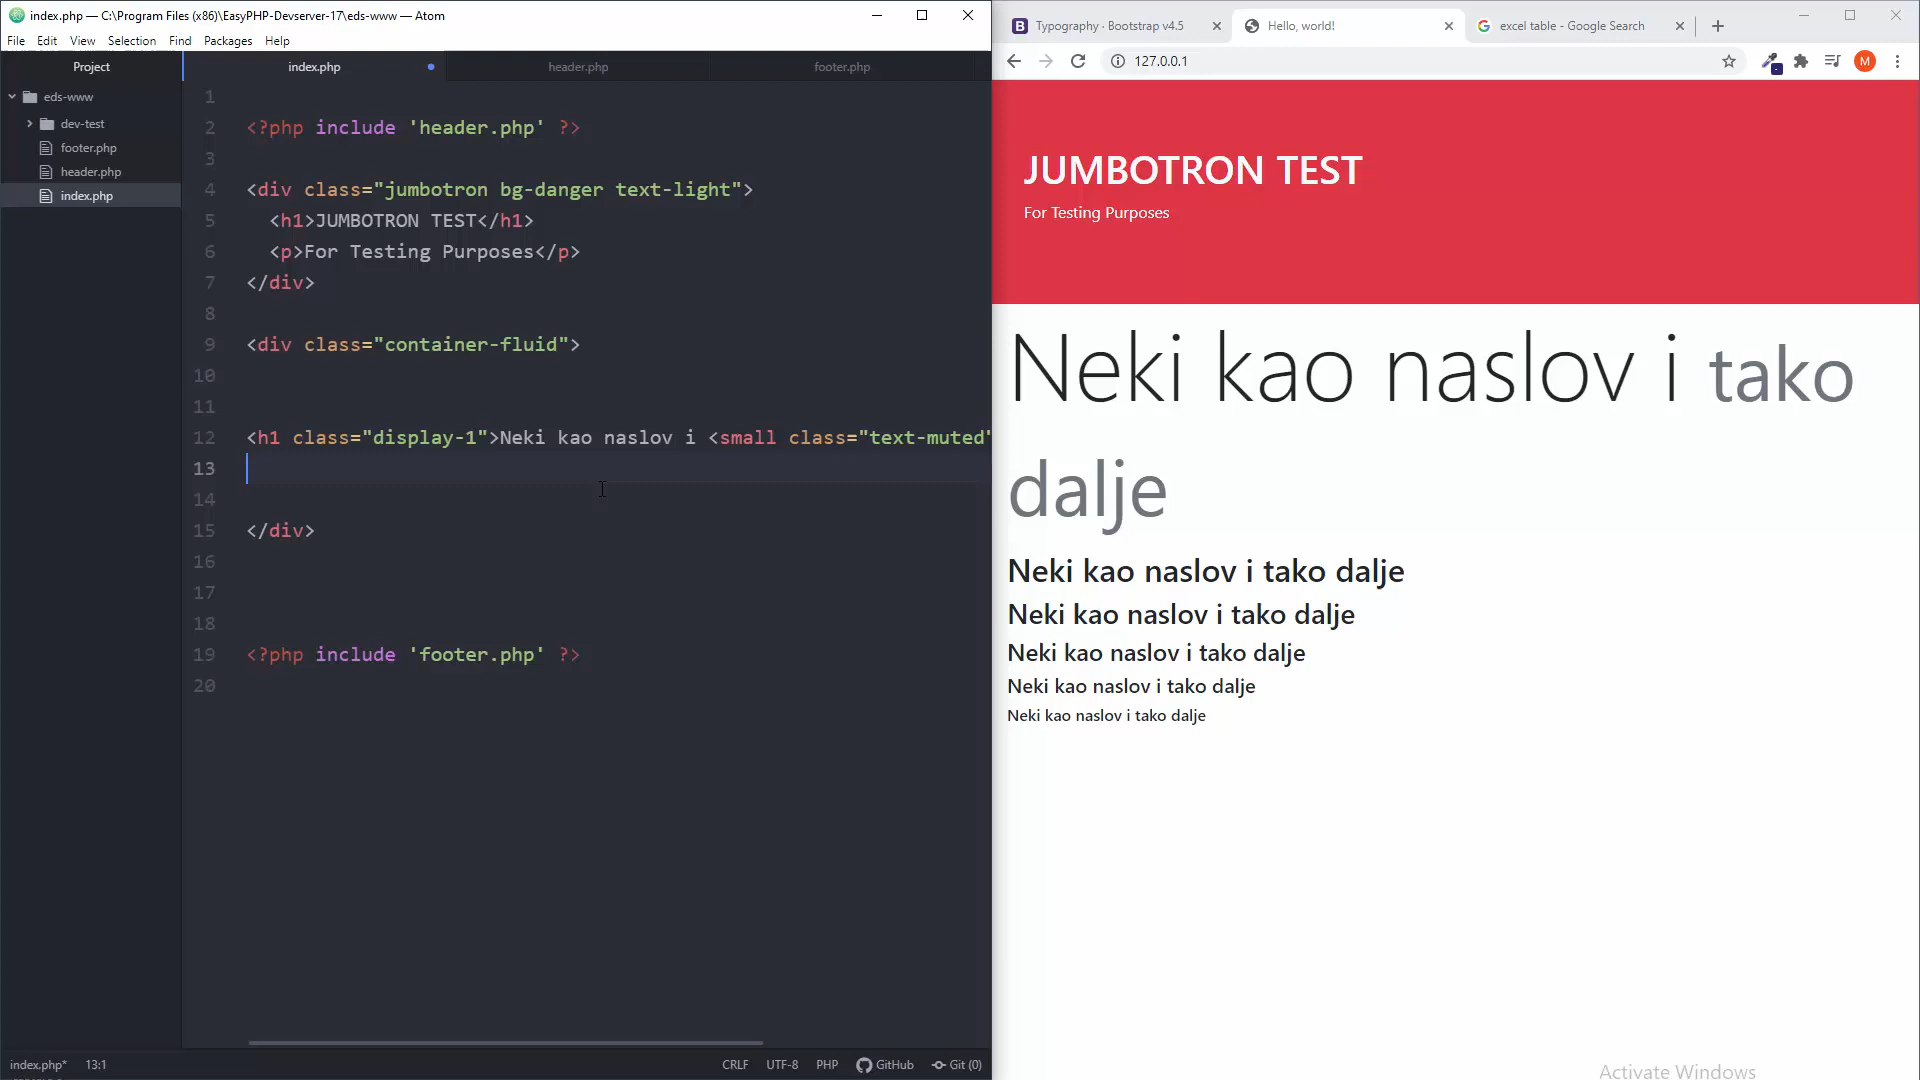 index.php — C:\Program Files (x86)\EasyPHP-Devserver-17\eds-www — Atom
File Edit View Selection Find Packages Help
Project
eds-www
dev-test
footer.php
header.php
index.php
index.php header.php footer.php
1
2 <?php include 'header.php' ?>
3
4 <div class="jumbotron bg-danger text-light">
5 <h1>JUMBOTRON TEST</h1>
6 <p>For Testing Purposes</p>
7 </div>
8
9 <div class="container-fluid">
10
11
12 <h1 class="display-1">Neki kao naslov i <small class="text-muted"
13
14
15 </div>
16
17
18
19 <?php include 'footer.php' ?>
20
index.php* 13:1 CRLF UTF-8 PHP GitHub Git (0)
B Typography · Bootstrap v4.5 Hello, world! G excel table - Google Search
127.0.0.1 M
JUMBOTRON TEST
For Testing Purposes
Neki kao naslov i tako
dalje
Neki kao naslov i tako dalje
Neki kao naslov i tako dalje
Neki kao naslov i tako dalje
Neki kao naslov i tako dalje
Neki kao naslov i tako dalje
Activate Windows